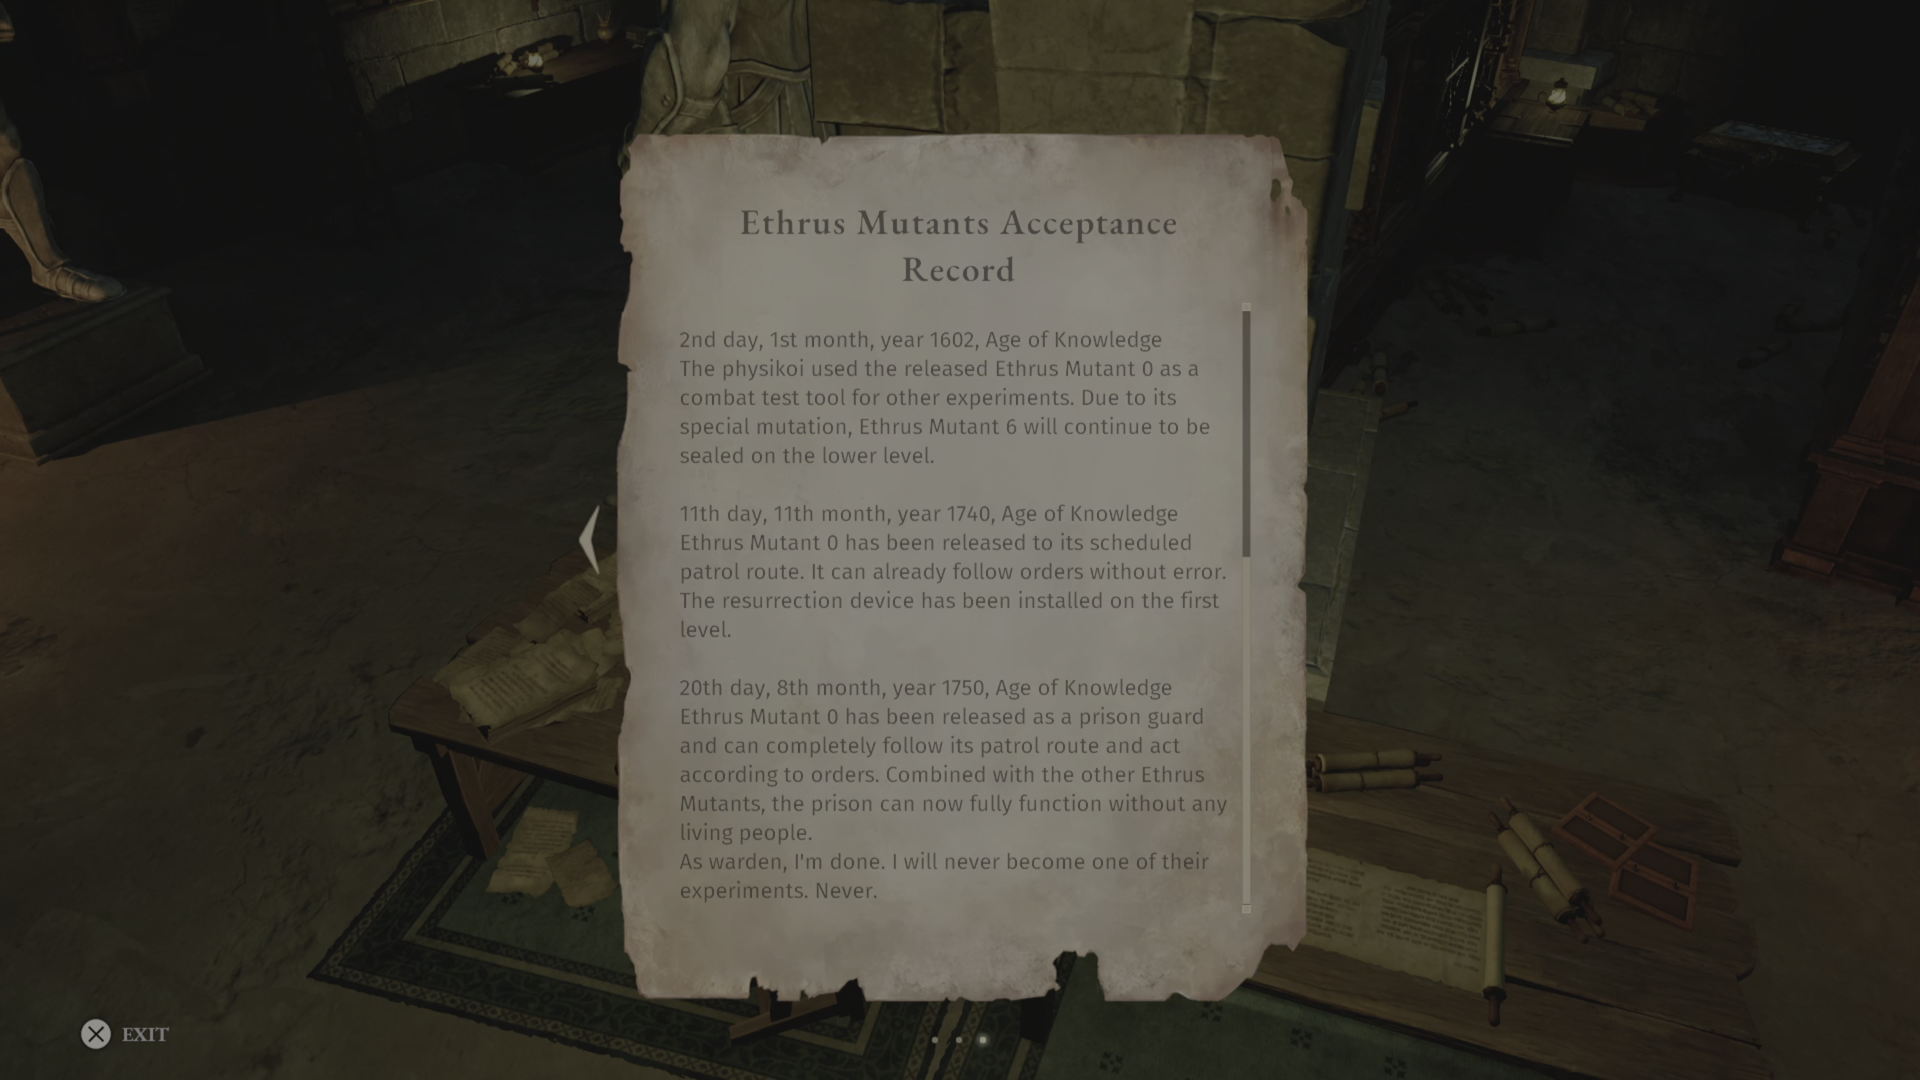 Ethrus Mutants Acceptance
Record
2nd day, 1st month, year 1602, Age of Knowledge
The physikoi used the released Ethrus Mutant 0 as a
combat test tool for other experiments. Due to its
special mutation, Ethrus Mutant 6 will continue to be
sealed on the lower level.
11th day, 11th month, year 1740, Age of Knowledge
Ethrus Mutant 0 has been released to its scheduled
patrol route. It can already follow orders without error.
The resurrection device has been installed on the first
level.
20th day, 8th month, year 1750, Age of Knowledge
Ethrus Mutant 0 has been released as a prison guard
and can completely follow its patrol route and act
according to orders. Combined with the other Ethrus
Mutants, the prison can now fully function without any
living people.
As warden, I'm done. I will never become one of their
experiments. Never.
EXIT